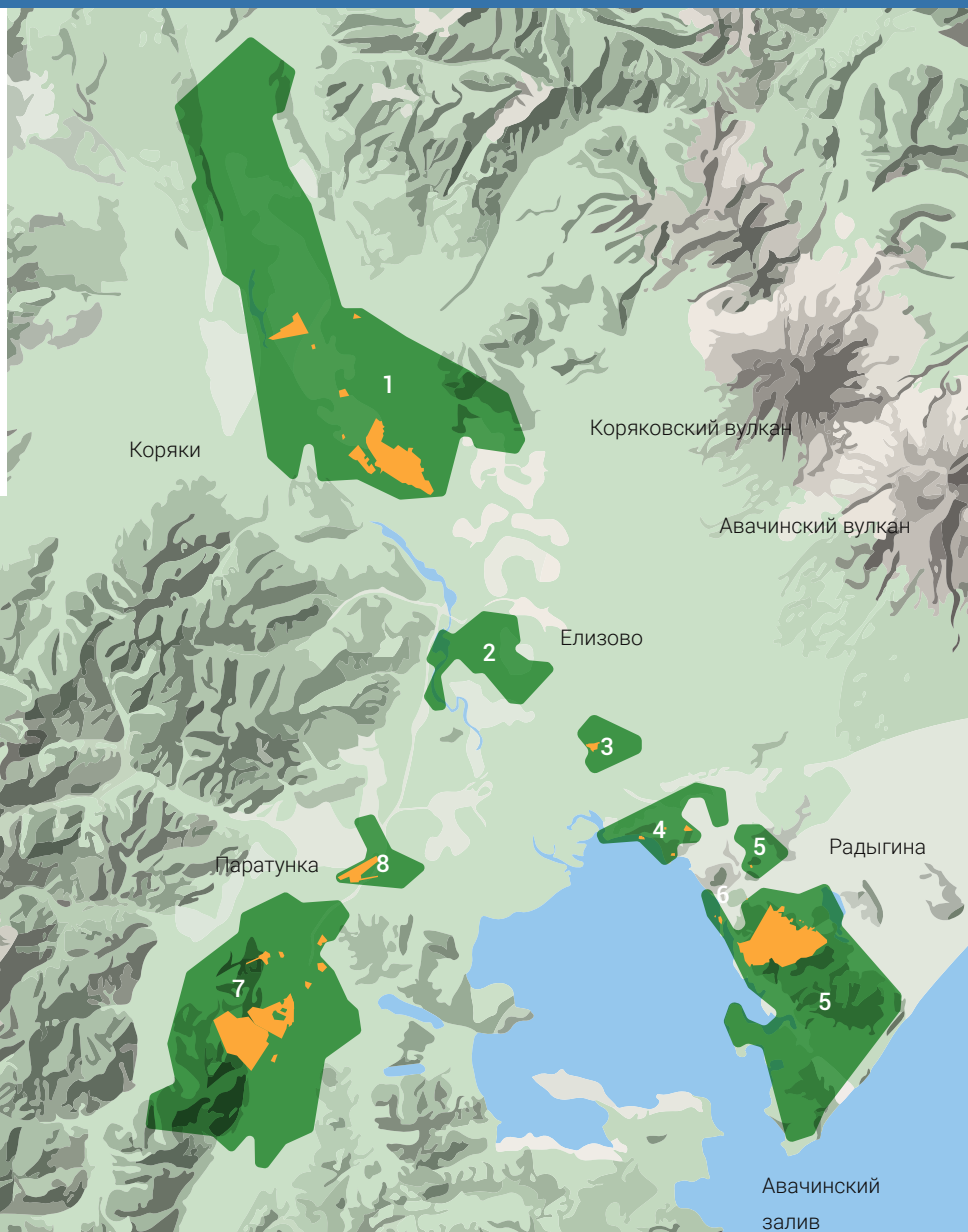 1
Коряковский вулкан
Коряки
Авачинский вулкан
Елизово
2
3
4
5
Радыгина
Паратунка
8
6
7
5
Авачинский
залив